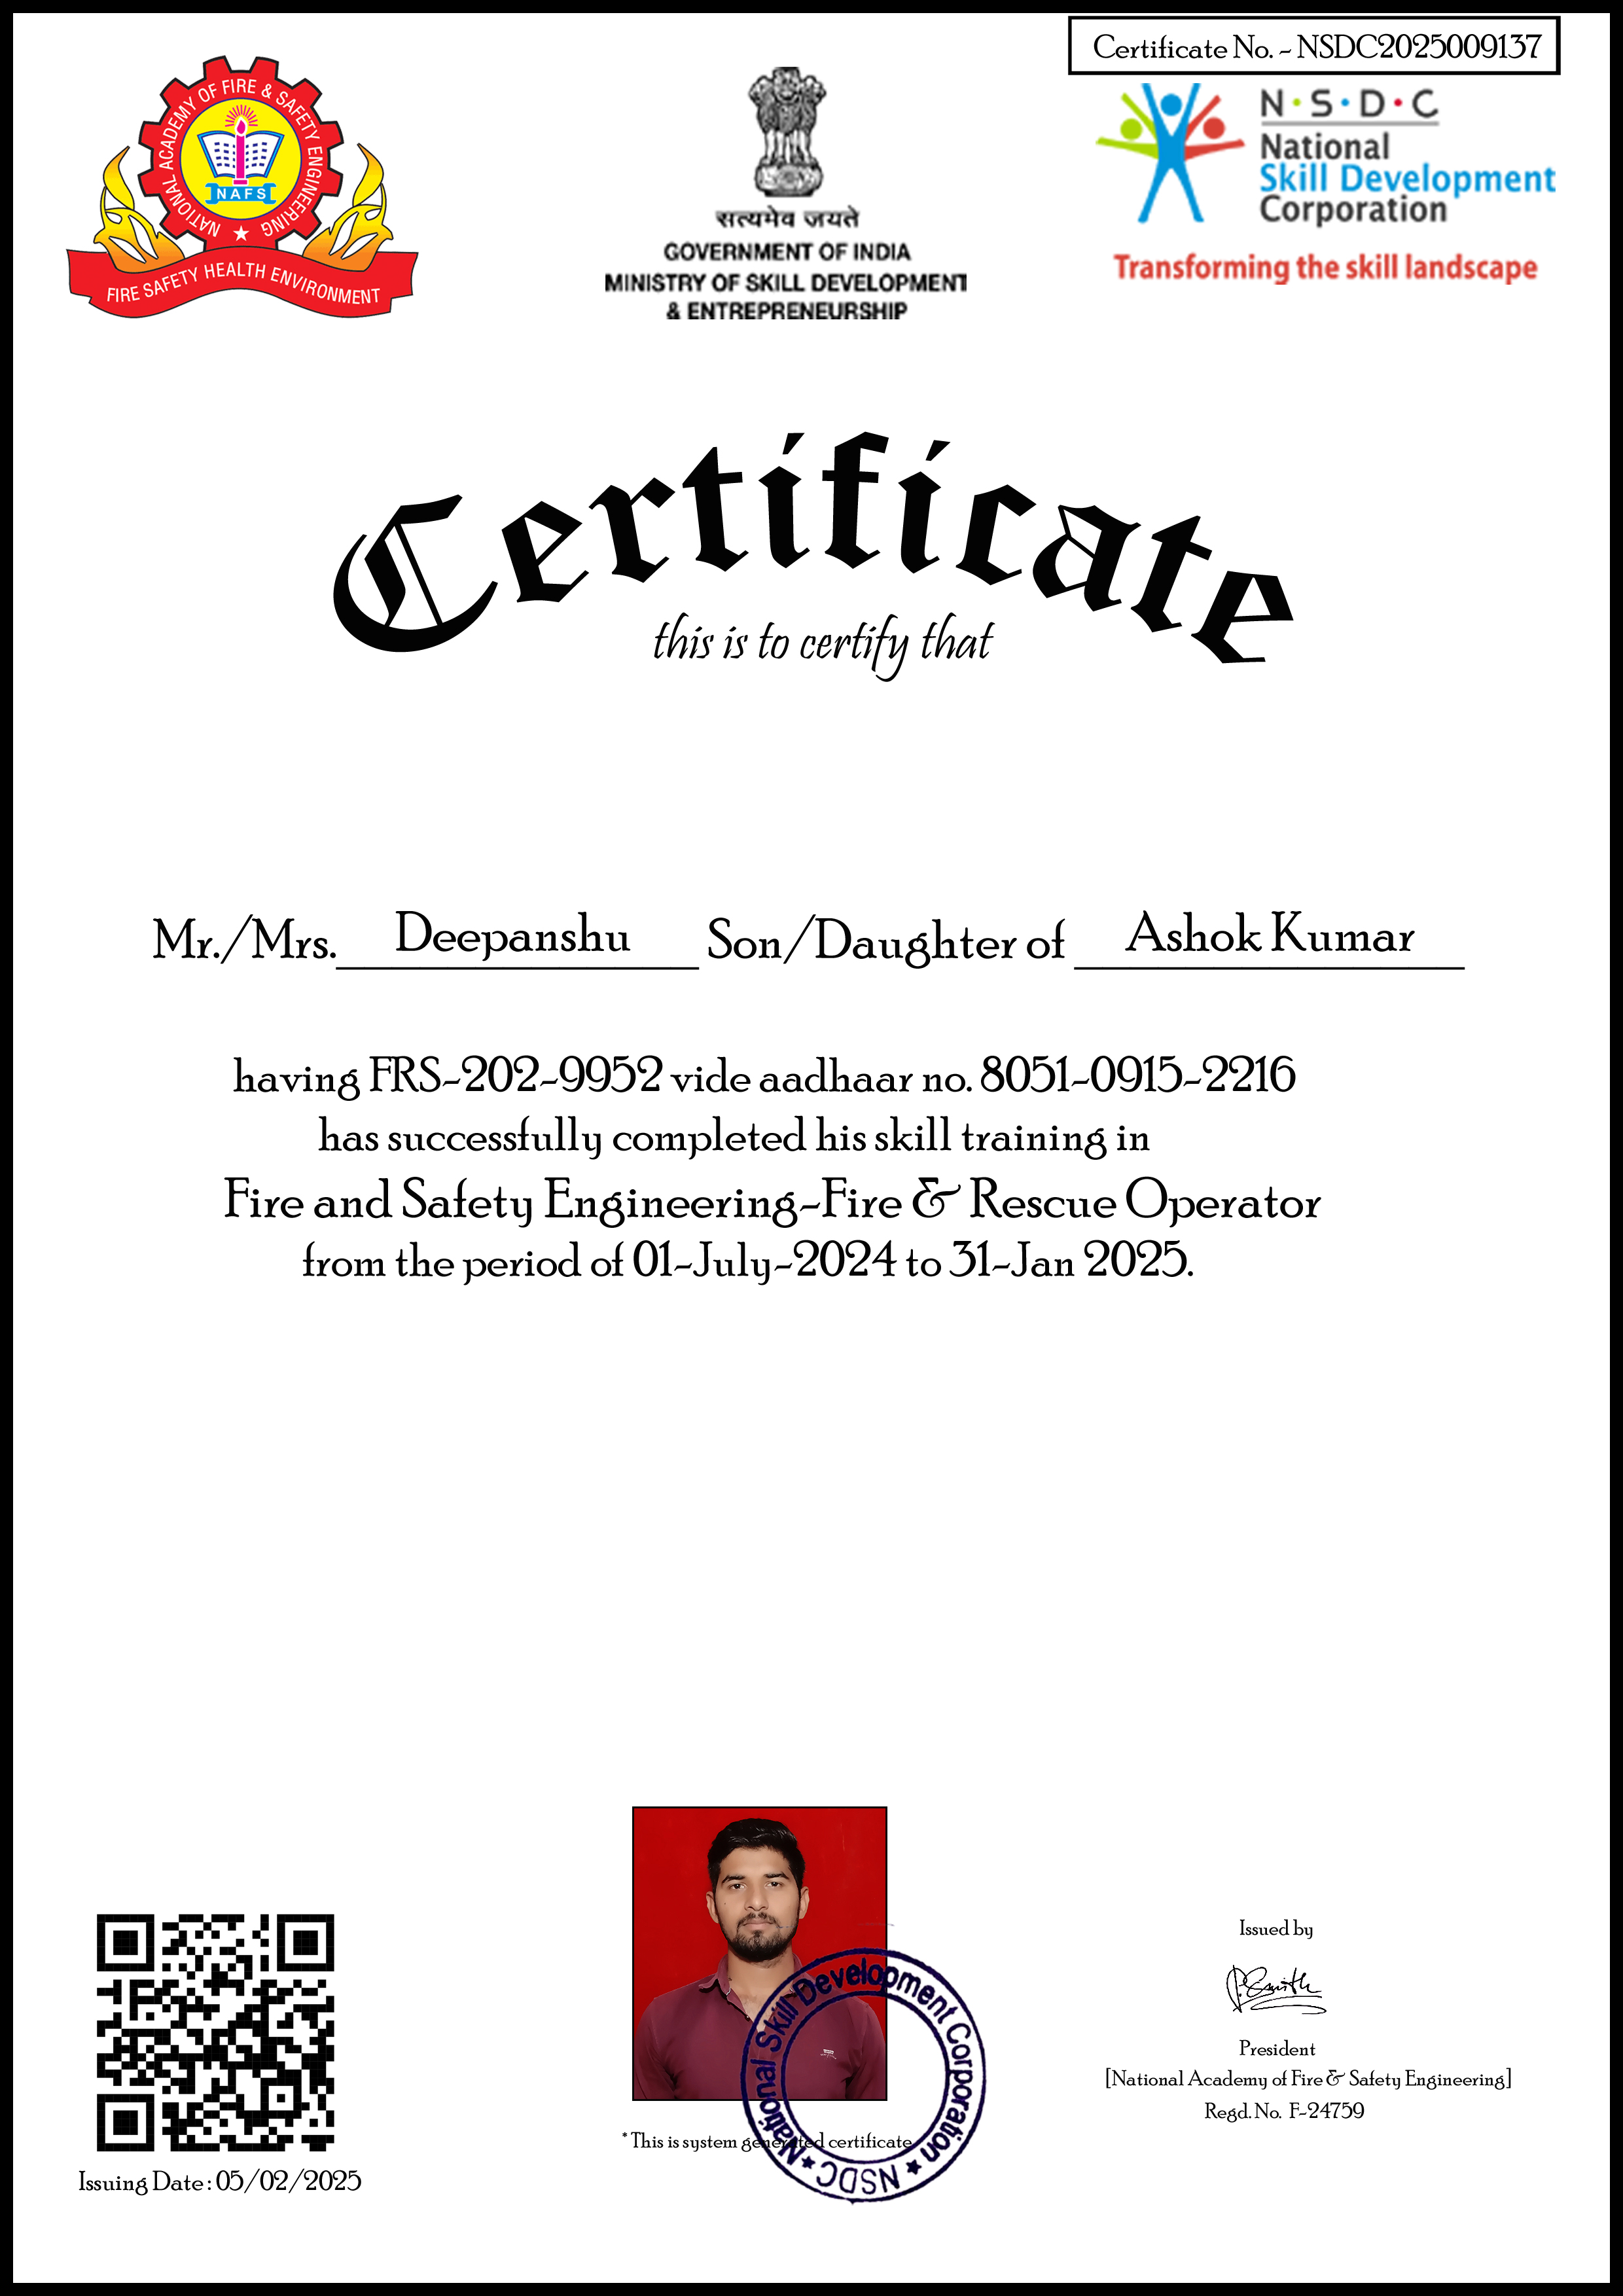 Certificate No. - NSDC2025009137
NATIONAL ACADEMY OF FIRE & SAFETY ENGINEERING
NAFS
FIRE SAFETY HEALTH ENVIRONMENT
सत्यमेव जयते
GOVERNMENT OF INDIA
MINISTRY OF SKILL DEVELOPMENT
& ENTREPRENEURSHIP
N·S·D·C
National
Skill Development
Corporation
Transforming the skill landscape
Certificate
this is to certify that
Mr./Mrs. Deepanshu Son/Daughter of Ashok Kumar
having FRS-202-9952 vide aadhaar no. 8051-0915-2216
has successfully completed his skill training in
Fire and Safety Engineering-Fire & Rescue Operator
from the period of 01-July-2024 to 31-Jan 2025.
Issued by
P.Smith
President
[National Academy of Fire & Safety Engineering]
Regd. No. F-24759
National Skill Development Corporation
NSDC
* This is system generated certificate
Issuing Date : 05/02/2025